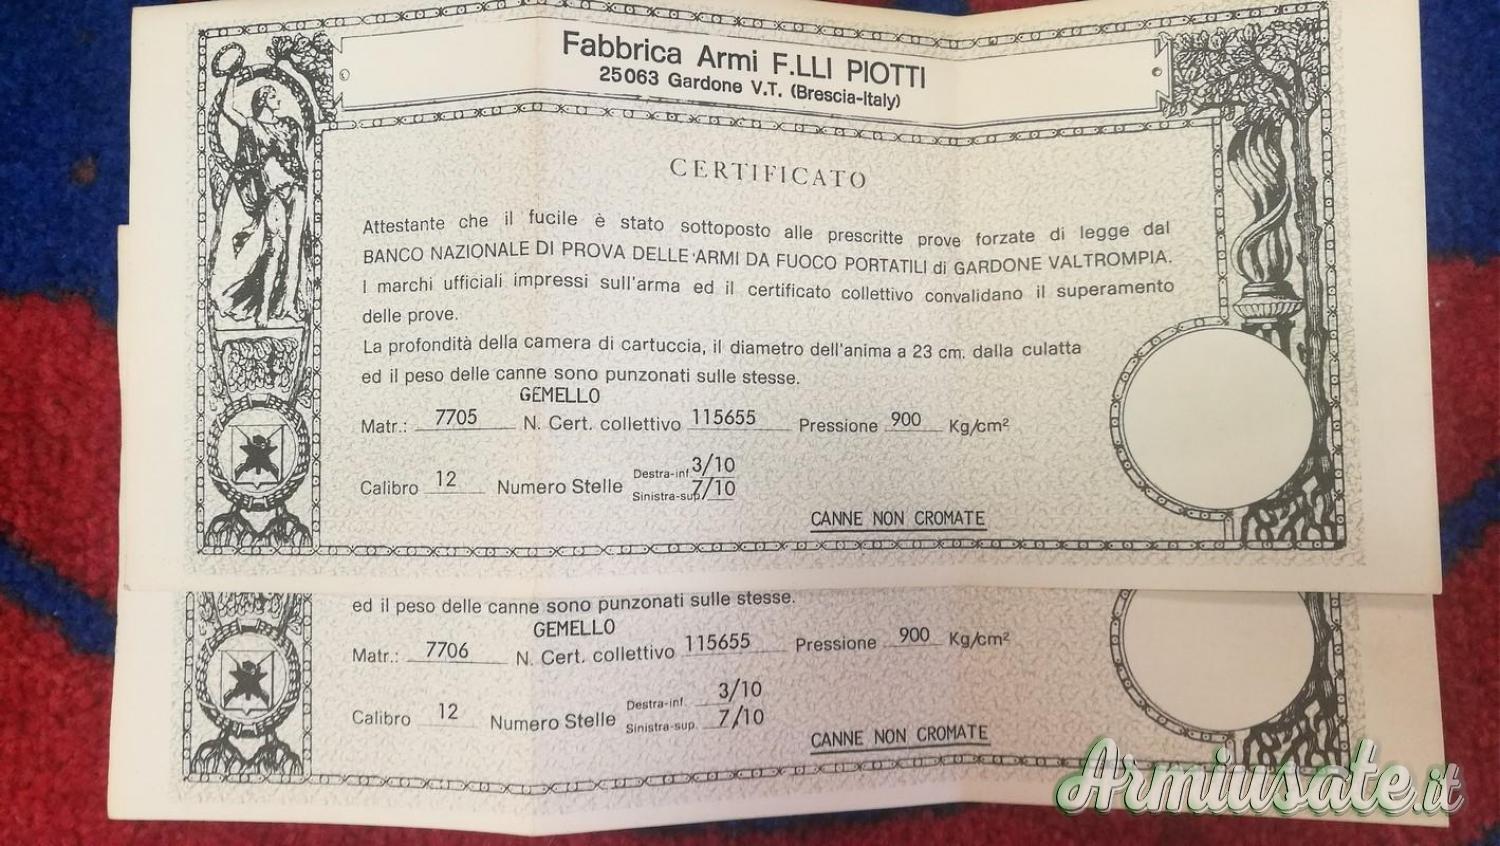 Fabbrica Armi F.LLI PIOTTI
25063 Gardone V.T. (Brescia-Italy)
CERTIFICATO
Attestante che il fucile è stato sottoposto alle prescritte prove forzate di legge dal
BANCO NAZIONALE DI PROVA DELLE ARMI DA FUOCO PORTATILI di GARDONE VALTROMPIA.
I marchi ufficiali impressi sull'arma ed il certificato collettivo convalidano il superamento
delle prove.
La profondità della camera di cartuccia, il diametro dell'anima a 23 cm. dalla culatta
ed il peso delle canne sono punzonati sulle stesse.
GEMELLO
Matr.: 7705 N. Cert. collettivo 115655 Pressione 900 Kg/cm²
Calibro 12 Numero Stelle Destra-inf. 3/10
Sinistra-sup. 7/10
CANNE NON CROMATE
ed il peso delle canne sono punzonati sulle stesse.
GEMELLO
Matr.: 7706 N. Cert. collettivo 115655 Pressione 900 Kg/cm²
Calibro 12 Numero Stelle Destra-inf. 3/10
Sinistra-sup. 7/10
CANNE NON CROMATE
Armiusate.it